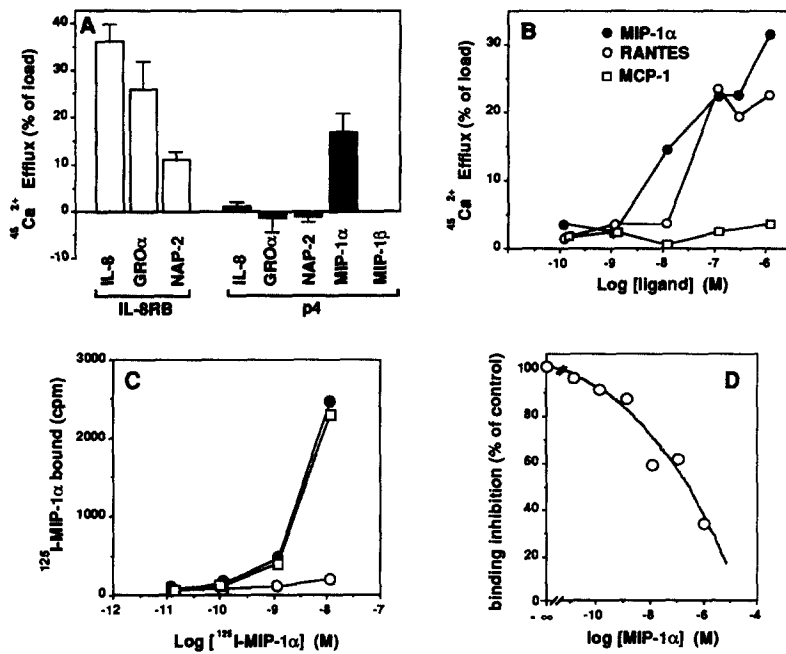 A
⁴⁵Ca²⁺ Efflux (% of load)
40
30
20
10
0
-10
IL-8
GROα
NAP-2
IL-8
GROα
NAP-2
MIP-1α
MIP-1β
IL-8RB
p4
B
MIP-1α
RANTES
MCP-1
⁴⁵Ca²⁺ Efflux (% of load)
30
20
10
0
-10
-9
-8
-7
-6
Log [ligand] (M)
C
¹²⁵I-MIP-1α bound (cpm)
3000
2500
500
0
-12
-11
-10
-9
-8
-7
Log [¹²⁵I-MIP-1α] (M)
D
binding inhibition (% of control)
100
80
60
40
20
0
- ∞
-10
-8
-6
-4
log [MIP-1α] (M)